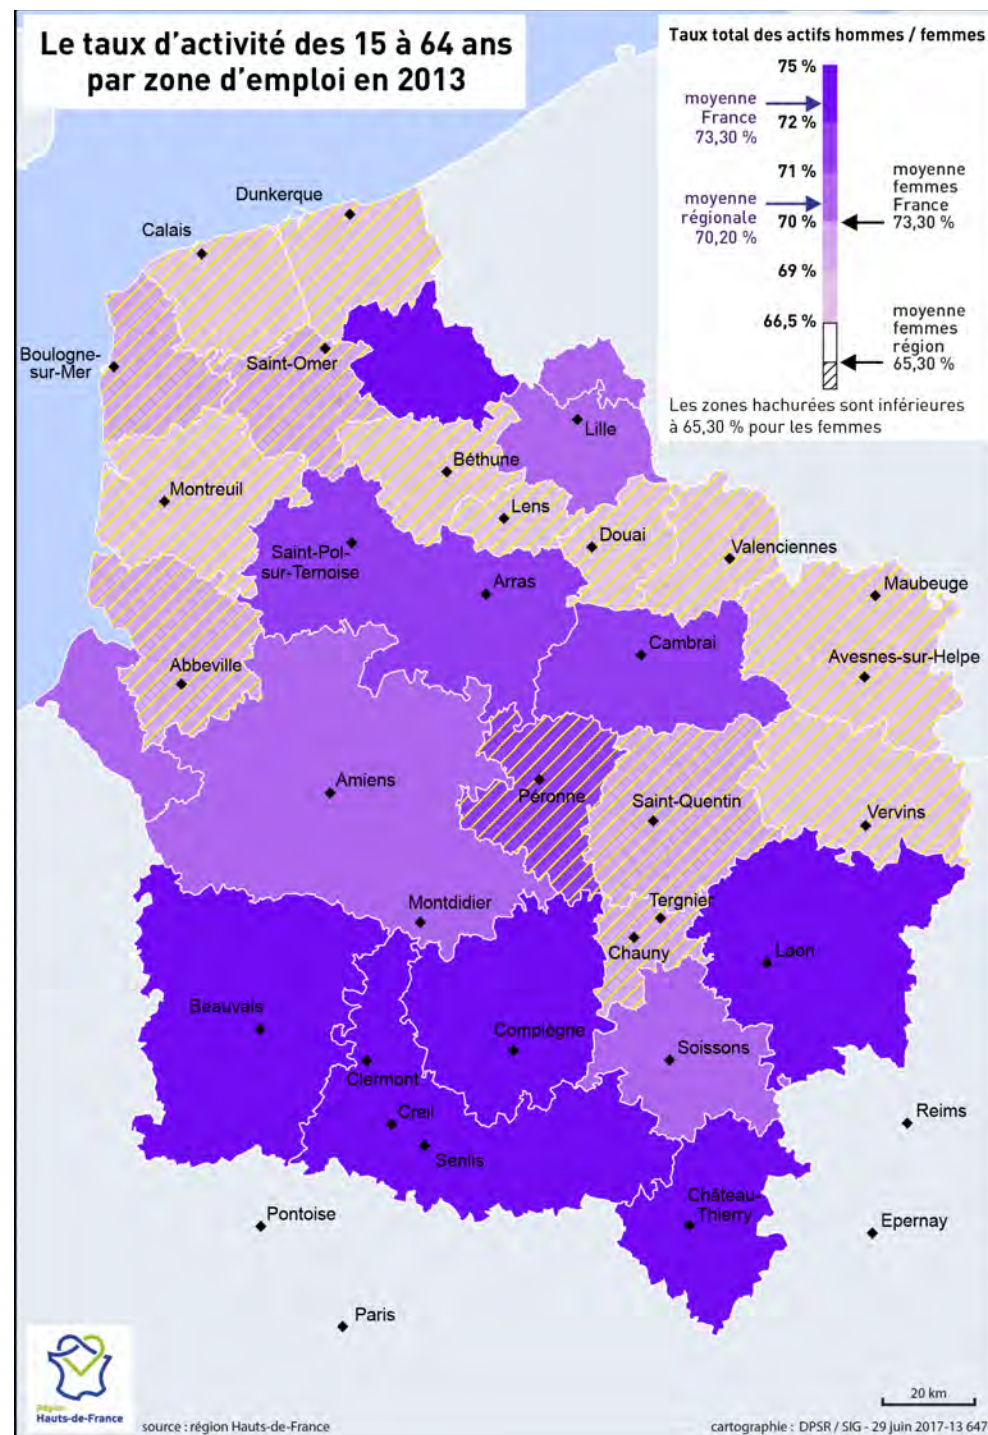 Le taux d'activité des 15 à 64 ans
par zone d'emploi en 2013
Taux total des actifs hommes / femmes
75 %
moyenne
France
73,30 %
72 %
71 %
moyenne
régionale
70,20 %
moyenne
femmes
France
73,30 %
70 %
69 %
66,5 %
moyenne
femmes
région
65,30 %
Les zones hachurées sont inférieures
à 65,30 % pour les femmes
Dunkerque
Calais
Boulogne-
sur-Mer
Saint-Omer
Lille
Béthune
Montreuil
Lens
Douai
Valenciennes
Saint-Pol-
sur-Ternoise
Arras
Maubeuge
Cambrai
Avesnes-sur-Helpe
Abbeville
Amiens
Péronne
Saint-Quentin
Vervins
Montdidier
Tergnier
Chauny
Laon
Beauvais
Compiègne
Soissons
Clermont
Creil
Senlis
Reims
Château-
Thierry
Pontoise
Epernay
Paris
Région
Hauts-de-France
20 km
source : région Hauts-de-France
cartographie : DPSR / SIG - 29 juin 2017-13 647